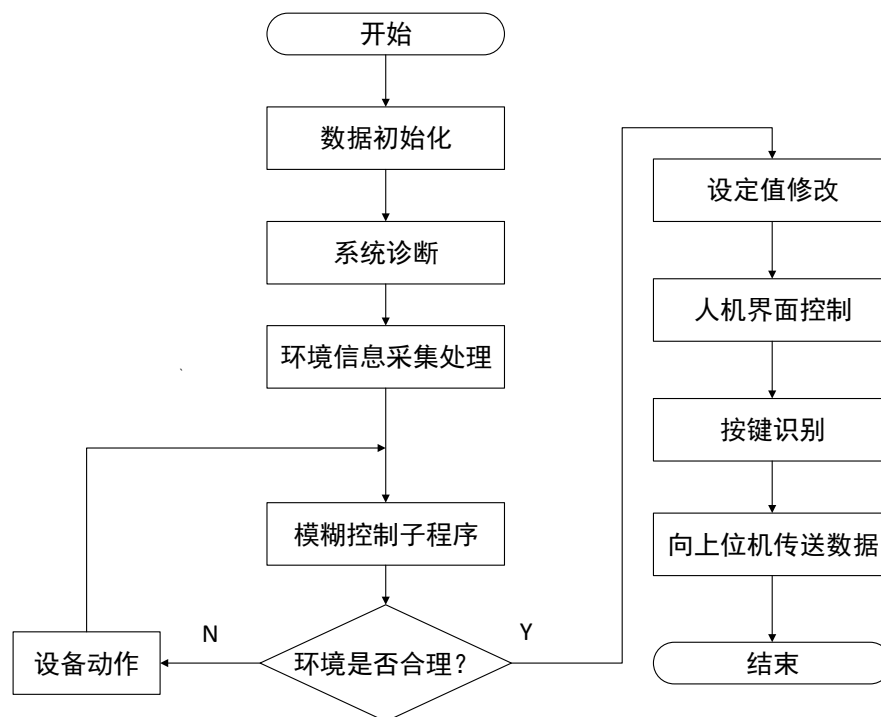 开始
数据初始化
系统诊断
环境信息采集处理
模糊控制子程序
环境是否合理？
N
设备动作
Y
设定值修改
人机界面控制
按键识别
向上位机传送数据
结束